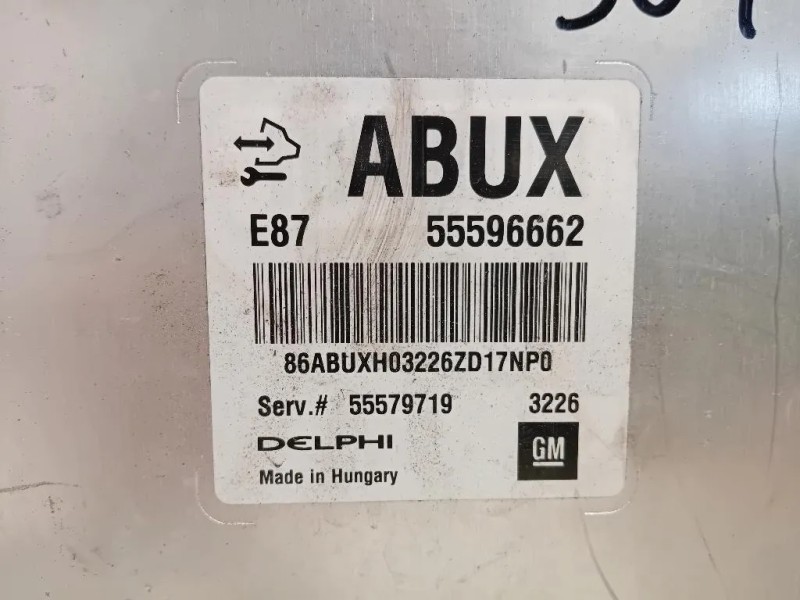 ABUX
E87 55596662
86ABUXH03226ZD17NP0
Serv.# 55579719 3226
DELPHI GM
Made in Hungary